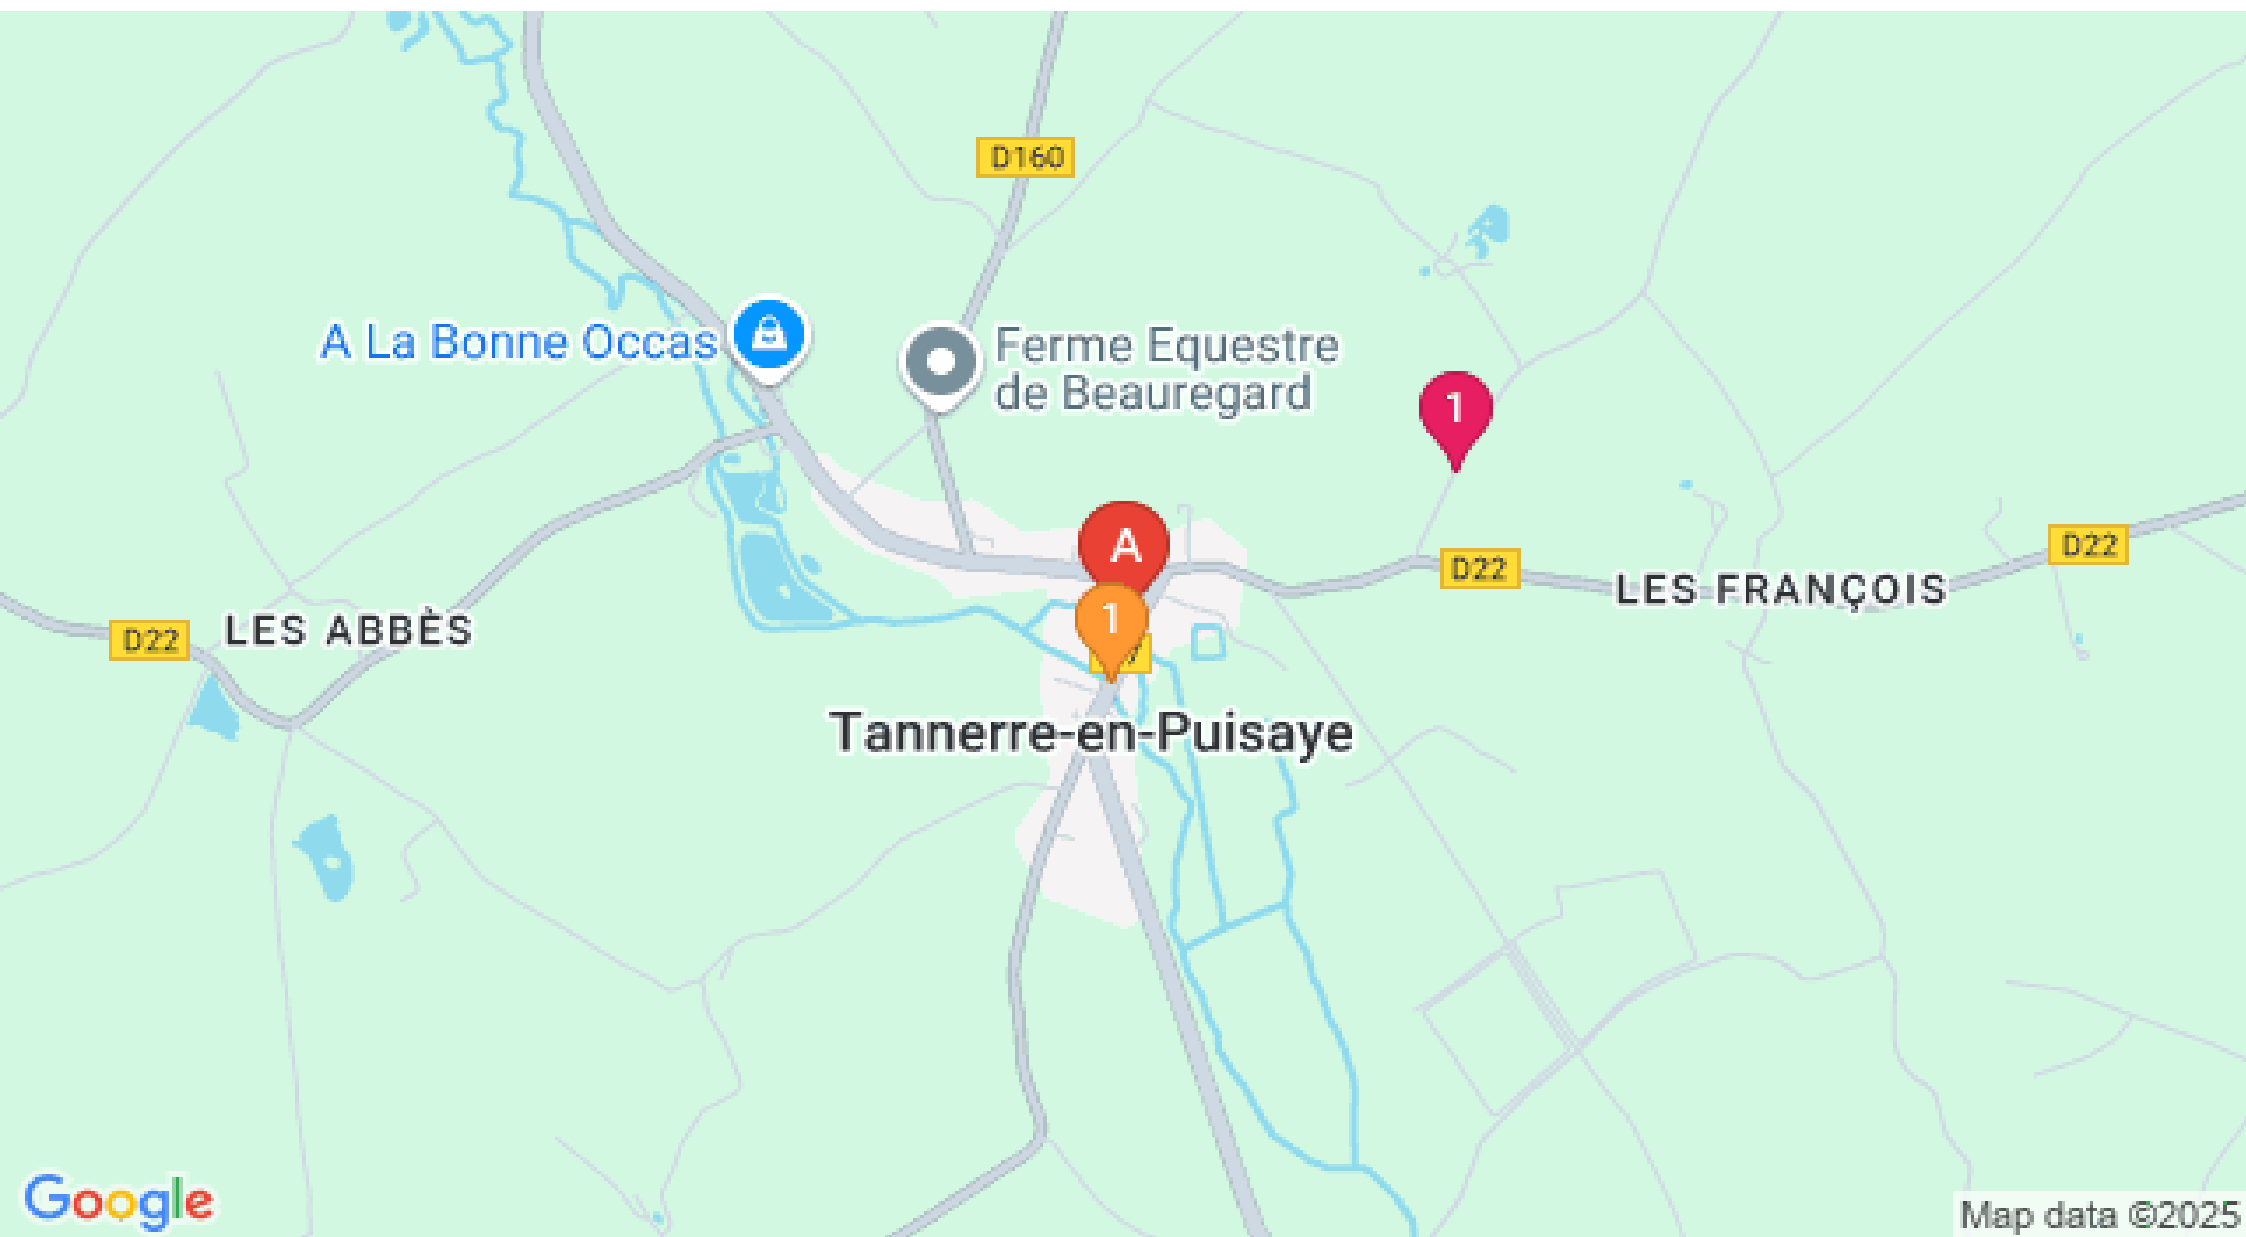 D160
A La Bonne Occas
Ferme Equestre
de Beauregard
1
A
D22
D22
LES FRANÇOIS
1
D22
LES ABBÈS
Tannerre-en-Puisaye
Google
Map data ©2025